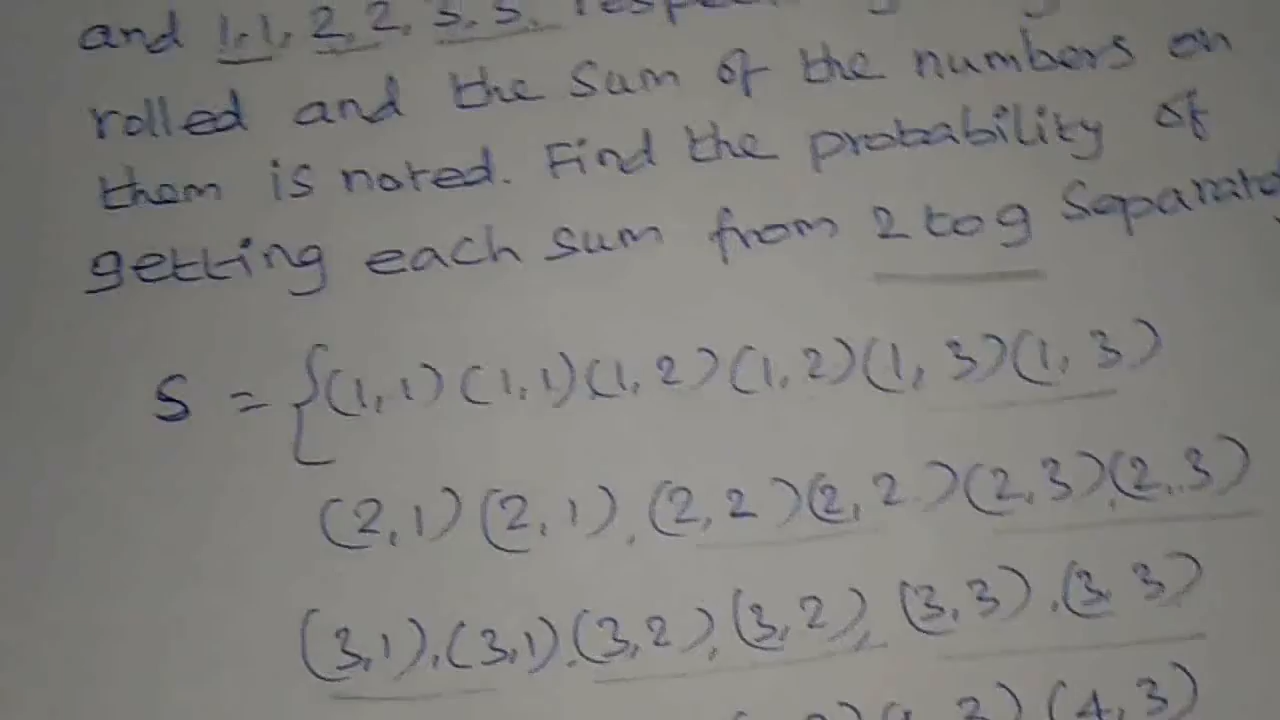 and 1, 1, 2, 2, 3, 3,
rolled and the sum of the numbers on
them is noted. Find the probability of
getting each sum from 2 to 9
S = {(1,1) (1,1) (1,2) (1,2) (1,3) (1,3)
(2,1) (2,1), (2,2) (2,2) (2,3) (2,3)
(3,1), (3,1), (3,2), (3,2), (3,3), (3,3)
(4,3)